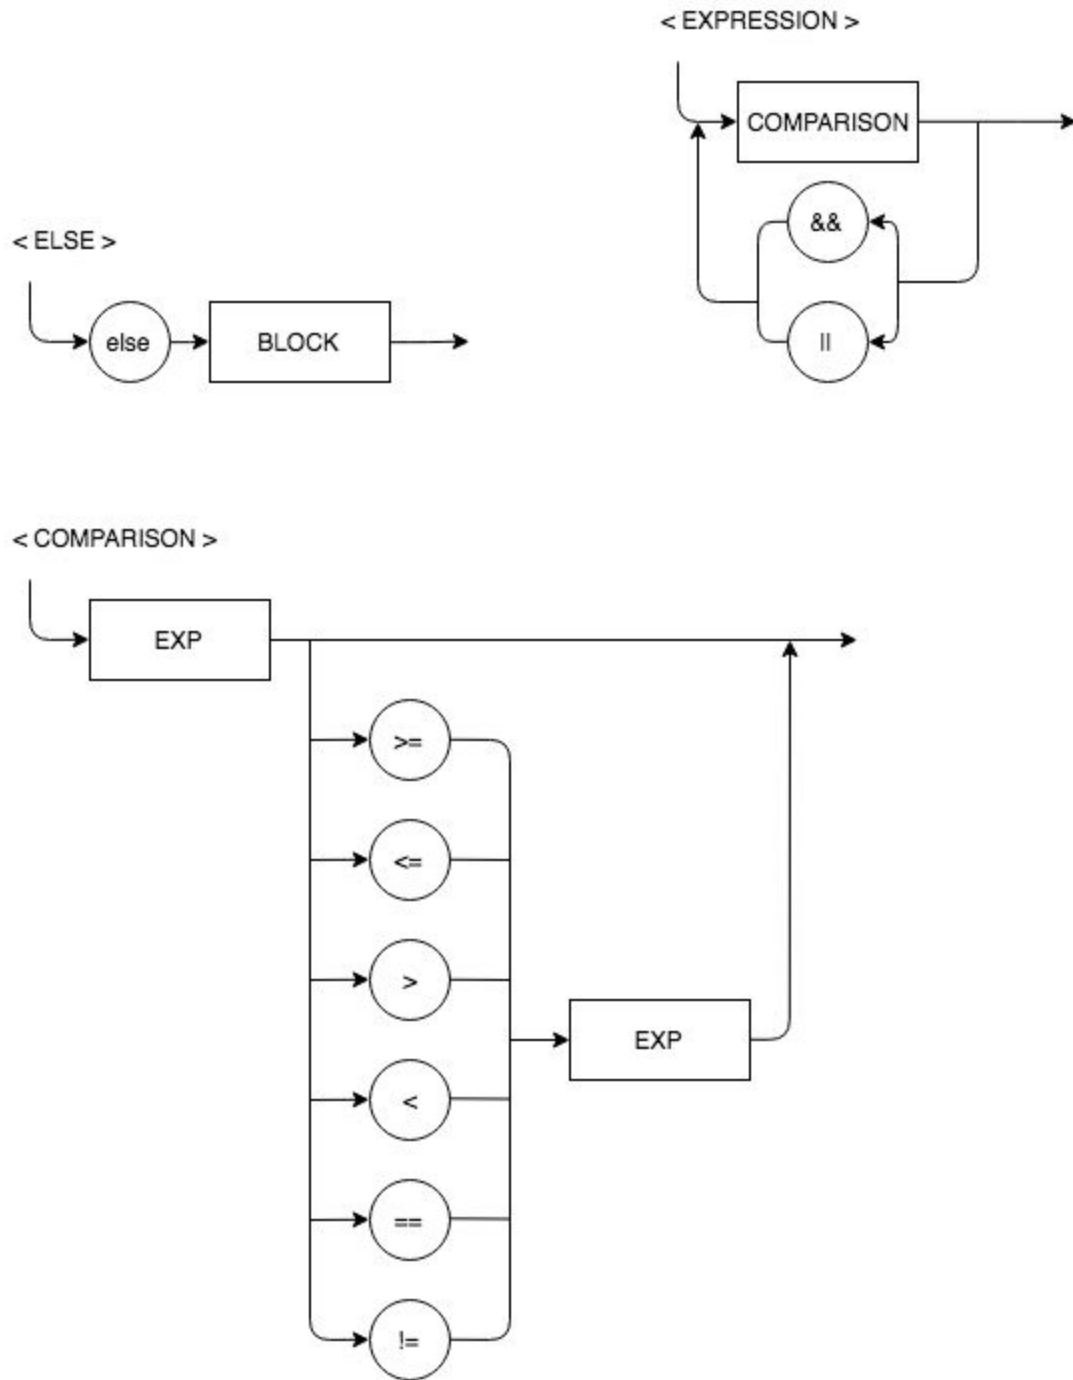 < EXPRESSION >
COMPARISON
&&
||
< ELSE >
else
BLOCK
< COMPARISON >
EXP
>=
<=
>
<
==
!=
EXP